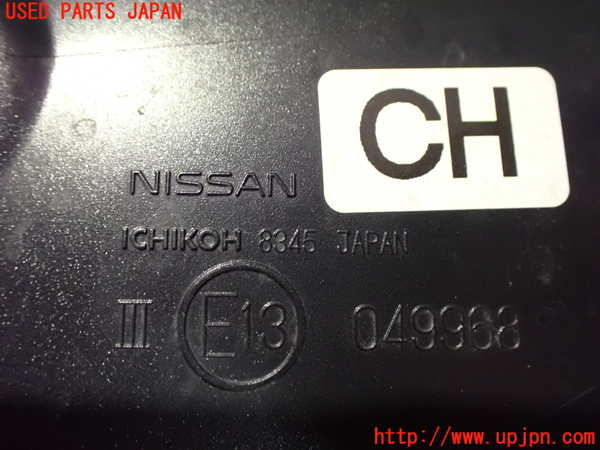 USED PARTS JAPAN
CH
NISSAN
ICHIKOH 8345 JAPAN
III E13 049968
http://www.upjpn.com/